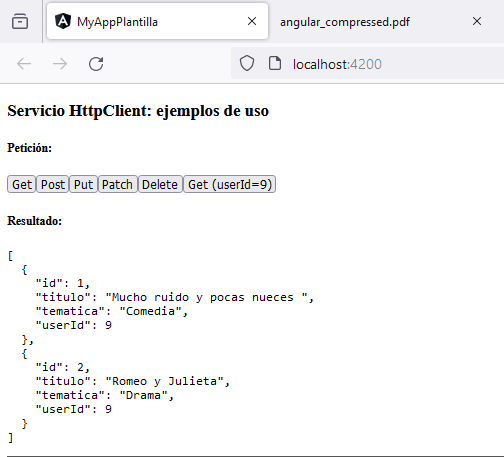 MyAppPlantilla
angular_compressed.pdf
localhost:4200
Servicio HttpClient: ejemplos de uso
Petición:
Get Post Put Patch Delete Get (userId=9)
Resultado:
[
  {
    "id": 1,
    "titulo": "Mucho ruido y pocas nueces ",
    "tematica": "Comedia",
    "userId": 9
  },
  {
    "id": 2,
    "titulo": "Romeo y Julieta",
    "tematica": "Drama",
    "userId": 9
  }
]